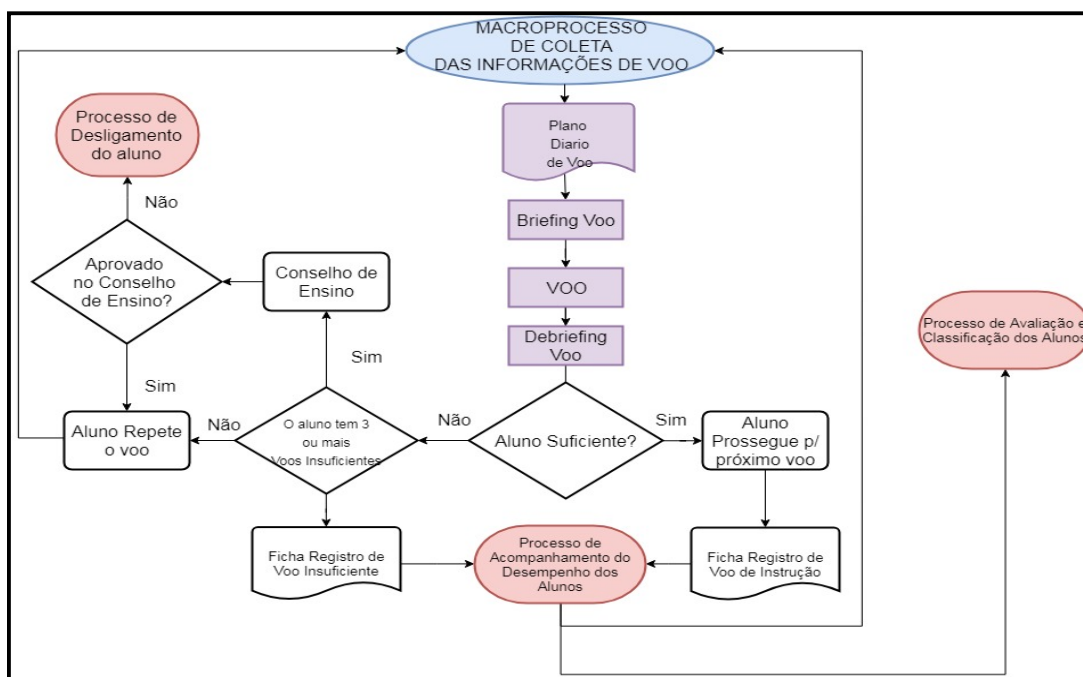 MACROPROCESSO
DE COLETA
DAS INFORMAÇÕES DE VOO
Processo de
Desligamento
do aluno
Plano
Diario
de Voo
Não
Briefing Voo
Aprovado
no Conselho
de Ensino?
Conselho de
Ensino
VOO
Processo de Avaliação e
Classificação dos Alunos
Debriefing
Voo
Sim
Sim
Aluno Repete
o voo
Não
O aluno tem 3
ou mais
Voos Insuficientes
Não
Aluno Suficiente?
Sim
Aluno
Prossegue p/
próximo voo
Ficha Registro de
Voo Insuficiente
Processo de
Acompanhamento do
Desempenho dos
Alunos
Ficha Registro de
Voo de Instrução